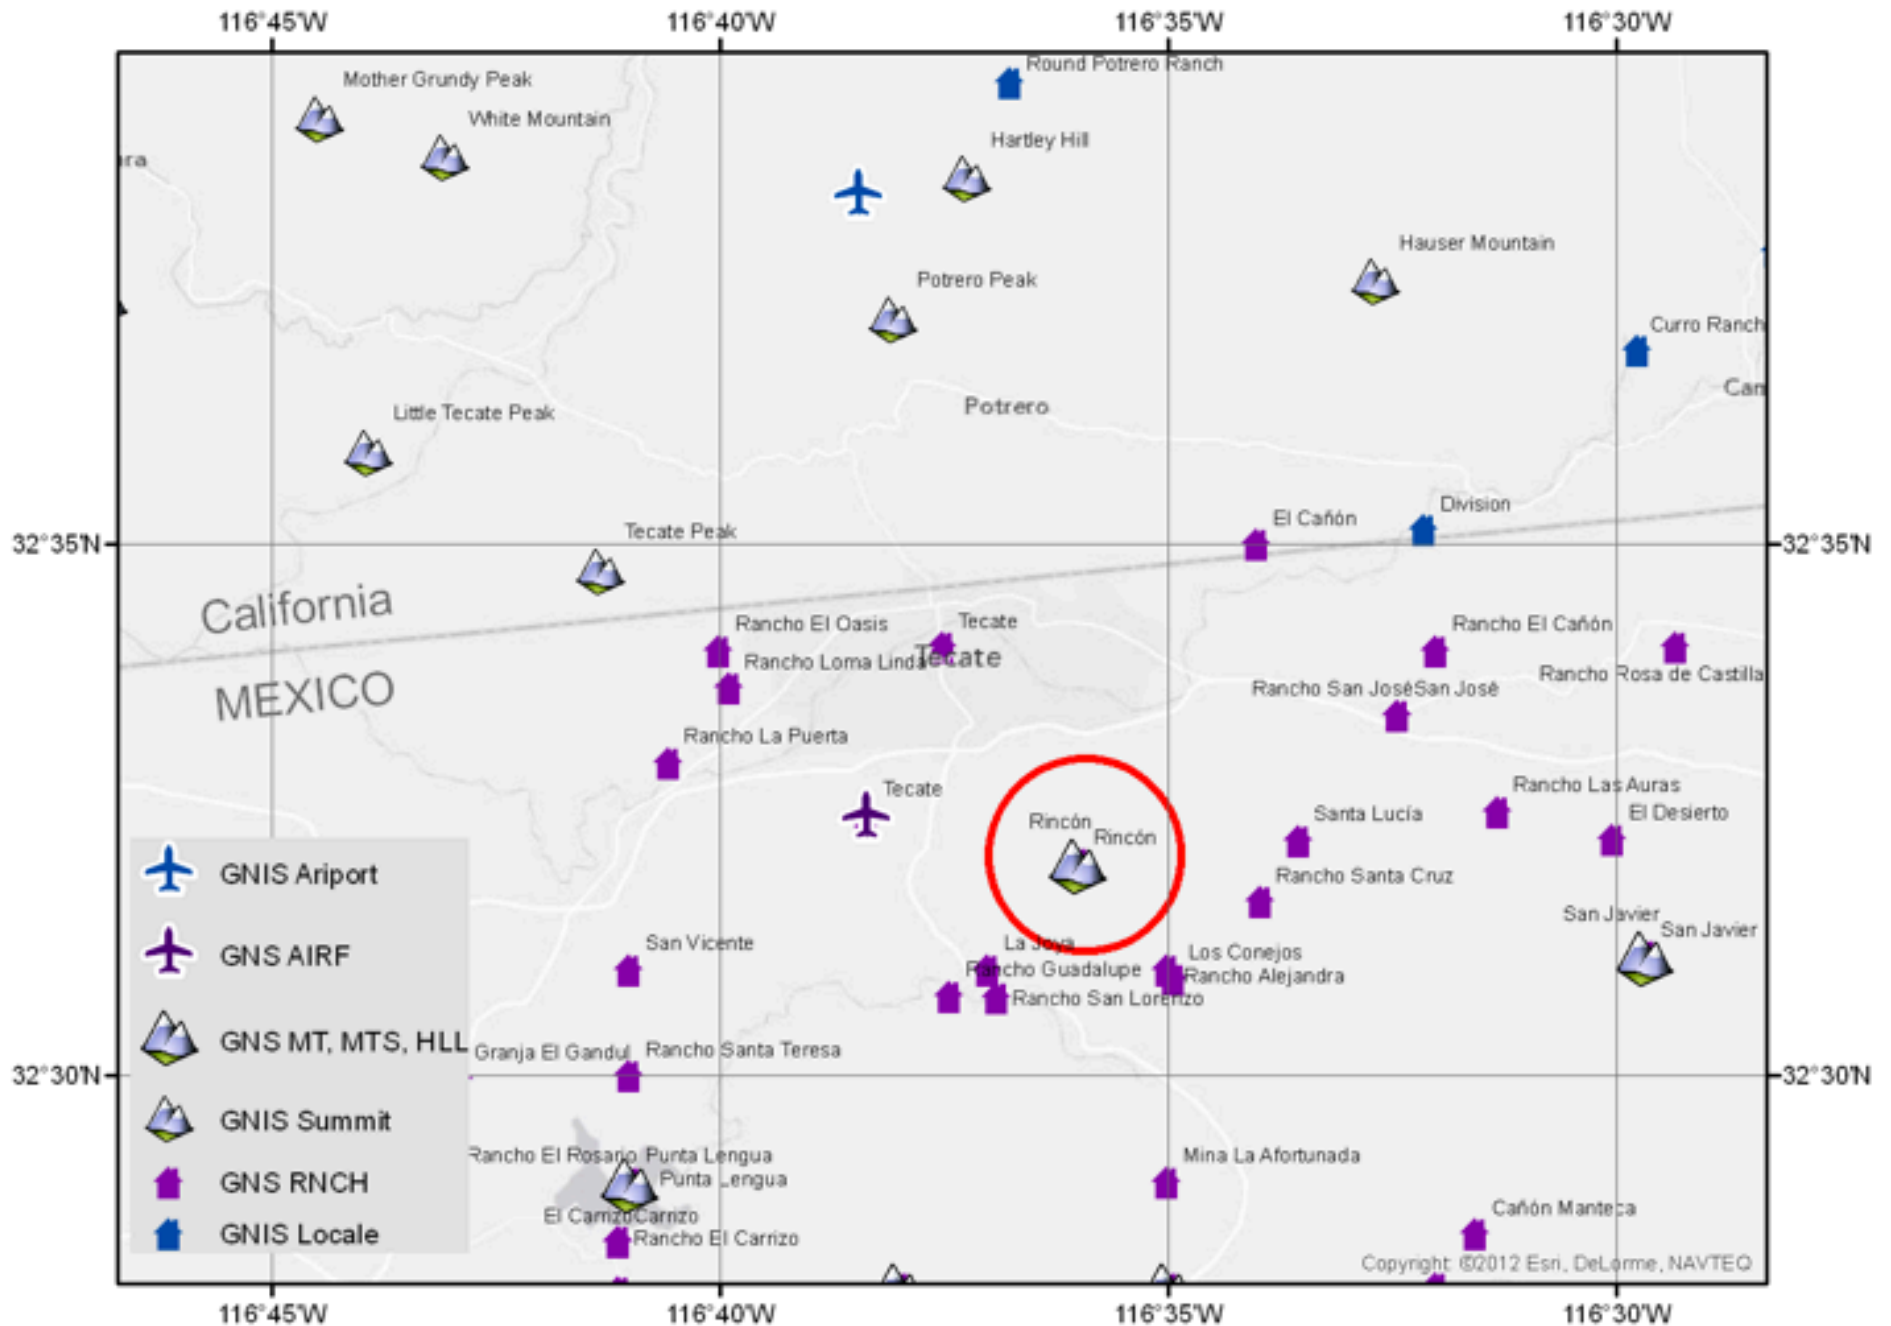 116°45'W 116°40'W 116°35'W 116°30'W
Round Potrero Ranch
Mother Grundy Peak
White Mountain
Hartley Hill
ra
Hauser Mountain
Potrero Peak
Curro Ranch
Cam
Potrero
Little Tecate Peak
Division
El Cañón
Tecate Peak
32°35'N 32°35'N
California
Rancho El Oasis
Tecate
Rancho El Cañón
Tecate
Rancho Loma Linda
Rancho Rosa de Castilla
MEXICO
Rancho San José San José
Rancho La Puerta
Tecate
Rancho Las Auras
El Desierto
Santa Lucía
Rincón
Rincón
GNIS Ariport
Rancho Santa Cruz
San Javier
San Javier
San Vicente
La Joya
Los Conejos
GNS AIRF
Rancho Guadalupe
Rancho Alejandra
Rancho San Lorenzo
GNS MT, MTS, HLL
Granja El Gandul
Rancho Santa Teresa
32°30'N 32°30'N
GNIS Summit
Rancho El Rosario
Punta Lengua
Mina La Afortunada
GNS RNCH
Punta Lengua
El Carrizo Carrizo
Cañón Manteca
GNIS Locale
Rancho El Carrizo
Copyright: ©2012 Esri, DeLorme, NAVTEQ
116°45'W 116°40'W 116°35'W 116°30'W